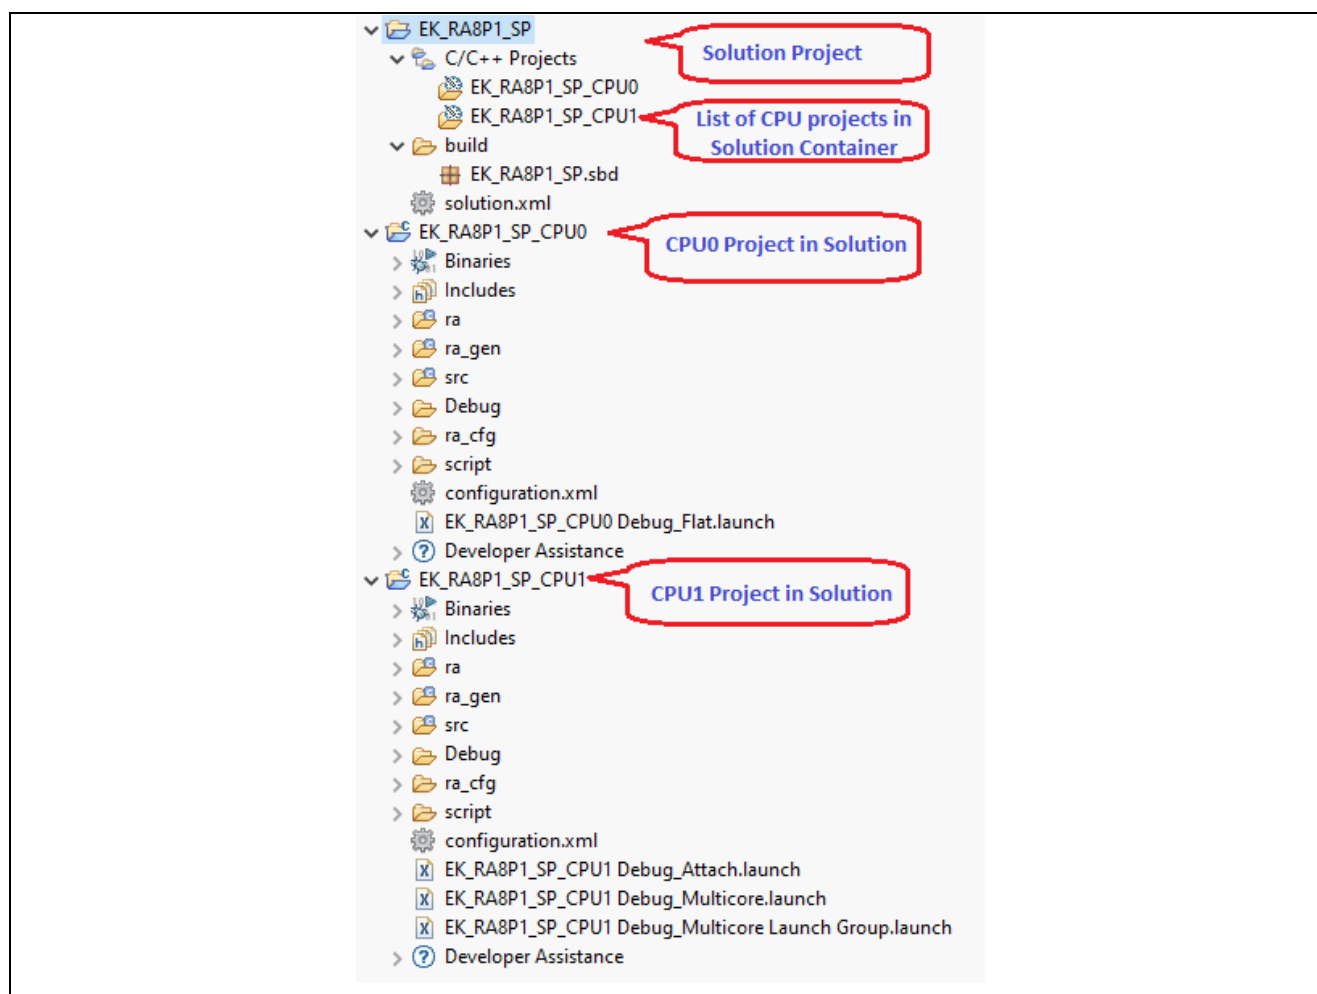 EK_RA8P1_SP
Solution Project
C/C++ Projects
EK_RA8P1_SP_CPU0
EK_RA8P1_SP_CPU1
List of CPU projects in
Solution Container
build
EK_RA8P1_SP.sbd
solution.xml
EK_RA8P1_SP_CPU0
CPU0 Project in Solution
Binaries
Includes
ra
ra_gen
src
Debug
ra_cfg
script
configuration.xml
EK_RA8P1_SP_CPU0 Debug_Flat.launch
Developer Assistance
EK_RA8P1_SP_CPU1
CPU1 Project in Solution
Binaries
Includes
ra
ra_gen
src
Debug
ra_cfg
script
configuration.xml
EK_RA8P1_SP_CPU1 Debug_Attach.launch
EK_RA8P1_SP_CPU1 Debug_Multicore.launch
EK_RA8P1_SP_CPU1 Debug_Multicore Launch Group.launch
Developer Assistance